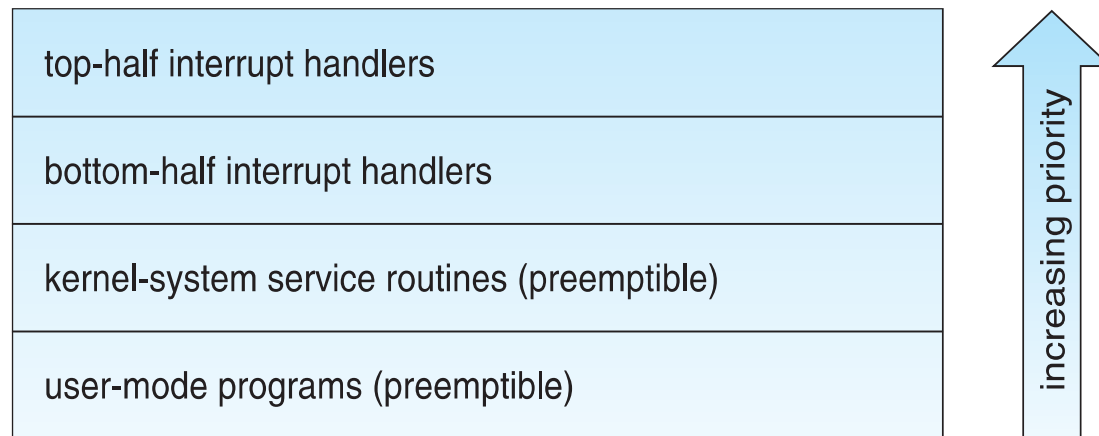 top-half interrupt handlers
bottom-half interrupt handlers
kernel-system service routines (preemptible)
user-mode programs (preemptible)
increasing priority